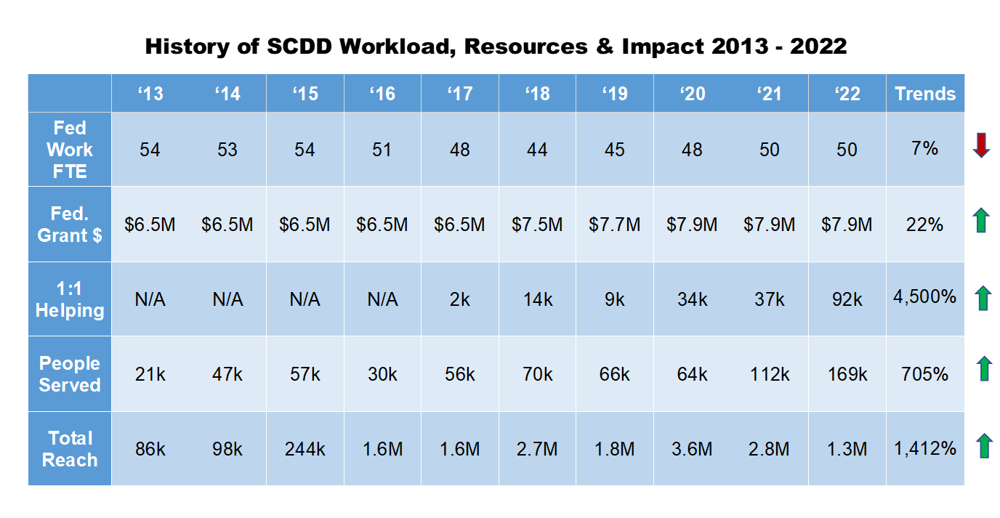 History of SCDD Workload, Resources & Impact 2013 - 2022
‘13 ‘14 ‘15 ‘16 ‘17 ‘18 ‘19 ‘20 ‘21 ‘22 Trends
Fed
Work
FTE
54 53 54 51 48 44 45 48 50 50 7%
Fed.
Grant $
$6.5M $6.5M $6.5M $6.5M $6.5M $7.5M $7.7M $7.9M $7.9M $7.9M 22%
1:1
Helping
N/A N/A N/A N/A 2k 14k 9k 34k 37k 92k 4,500%
People
Served
21k 47k 57k 30k 56k 70k 66k 64k 112k 169k 705%
Total
Reach
86k 98k 244k 1.6M 1.6M 2.7M 1.8M 3.6M 2.8M 1.3M 1,412%